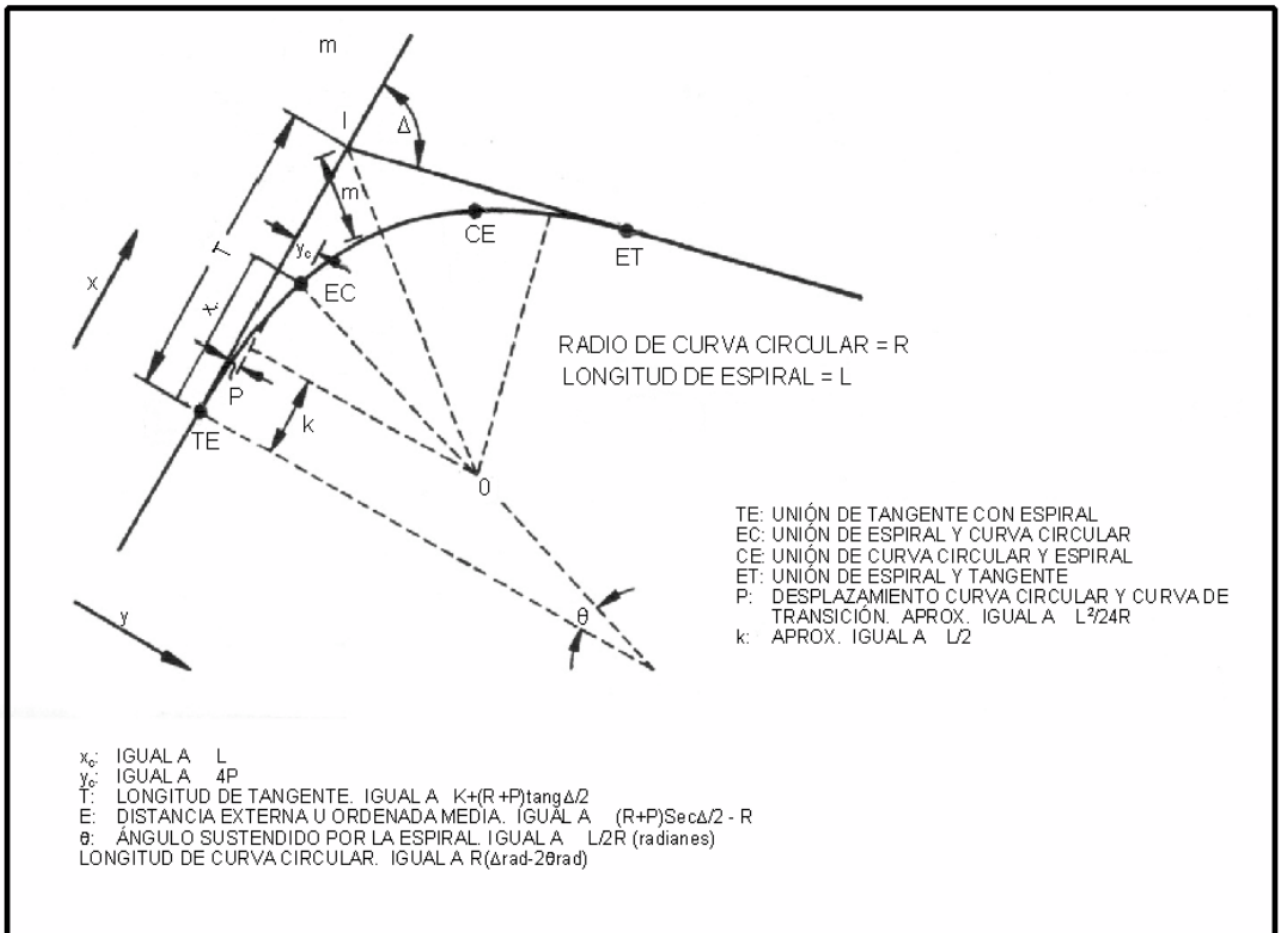 m
I
Δ
m
T
y꜀
CE
ET
x
EC
P
k
TE
0
RADIO DE CURVA CIRCULAR = R
LONGITUD DE ESPIRAL = L
y
θ
TE: UNIÓN DE TANGENTE CON ESPIRAL
EC: UNIÓN DE ESPIRAL Y CURVA CIRCULAR
CE: UNIÓN DE CURVA CIRCULAR Y ESPIRAL
ET: UNIÓN DE ESPIRAL Y TANGENTE
P: DESPLAZAMIENTO CURVA CIRCULAR Y CURVA DE
TRANSICIÓN. APROX. IGUAL A L²/24R
k: APROX. IGUAL A L/2
x꜀: IGUAL A L
y꜀: IGUAL A 4P
T: LONGITUD DE TANGENTE. IGUAL A K+(R+P)tangΔ/2
E: DISTANCIA EXTERNA U ORDENADA MEDIA. IGUAL A (R+P)SecΔ/2 - R
θ: ÁNGULO SUSTENDIDO POR LA ESPIRAL. IGUAL A L/2R (radianes)
LONGITUD DE CURVA CIRCULAR. IGUAL A R(Δrad-2θrad)